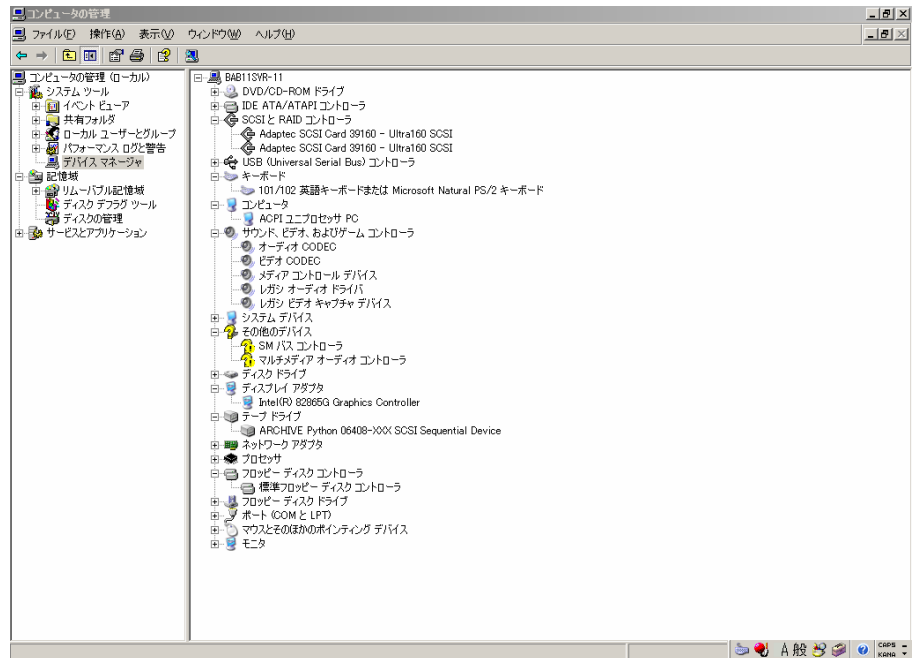 コンピュータの管理
ファイル(F) 操作(A) 表示(V) ウィンドウ(W) ヘルプ(H)
コンピュータの管理 (ローカル)
システム ツール
イベント ビューア
共有フォルダ
ローカル ユーザーとグループ
パフォーマンス ログと警告
デバイス マネージャ
記憶域
リムーバブル記憶域
ディスク デフラグ ツール
ディスクの管理
サービスとアプリケーション
BAB11SVR-11
DVD/CD-ROM ドライブ
IDE ATA/ATAPI コントローラ
SCSI と RAID コントローラ
Adaptec SCSI Card 39160 - Ultra160 SCSI
Adaptec SCSI Card 39160 - Ultra160 SCSI
USB (Universal Serial Bus) コントローラ
キーボード
101/102 英語キーボードまたは Microsoft Natural PS/2 キーボード
コンピュータ
ACPI ユニプロセッサ PC
サウンド、ビデオ、およびゲーム コントローラ
オーディオ CODEC
ビデオ CODEC
メディア コントロール デバイス
レガシ オーディオ ドライバ
レガシ ビデオ キャプチャ デバイス
システム デバイス
その他のデバイス
SM バス コントローラ
マルチメディア オーディオ コントローラ
ディスク ドライブ
ディスプレイ アダプタ
Intel(R) 82865G Graphics Controller
テープ ドライブ
ARCHIVE Python 06408-XXX SCSI Sequential Device
ネットワーク アダプタ
プロセッサ
フロッピー ディスク コントローラ
標準フロッピー ディスク コントローラ
フロッピー ディスク ドライブ
ポート (COM と LPT)
マウスとそのほかのポインティング デバイス
モニタ
A 般 CAPS
KANA